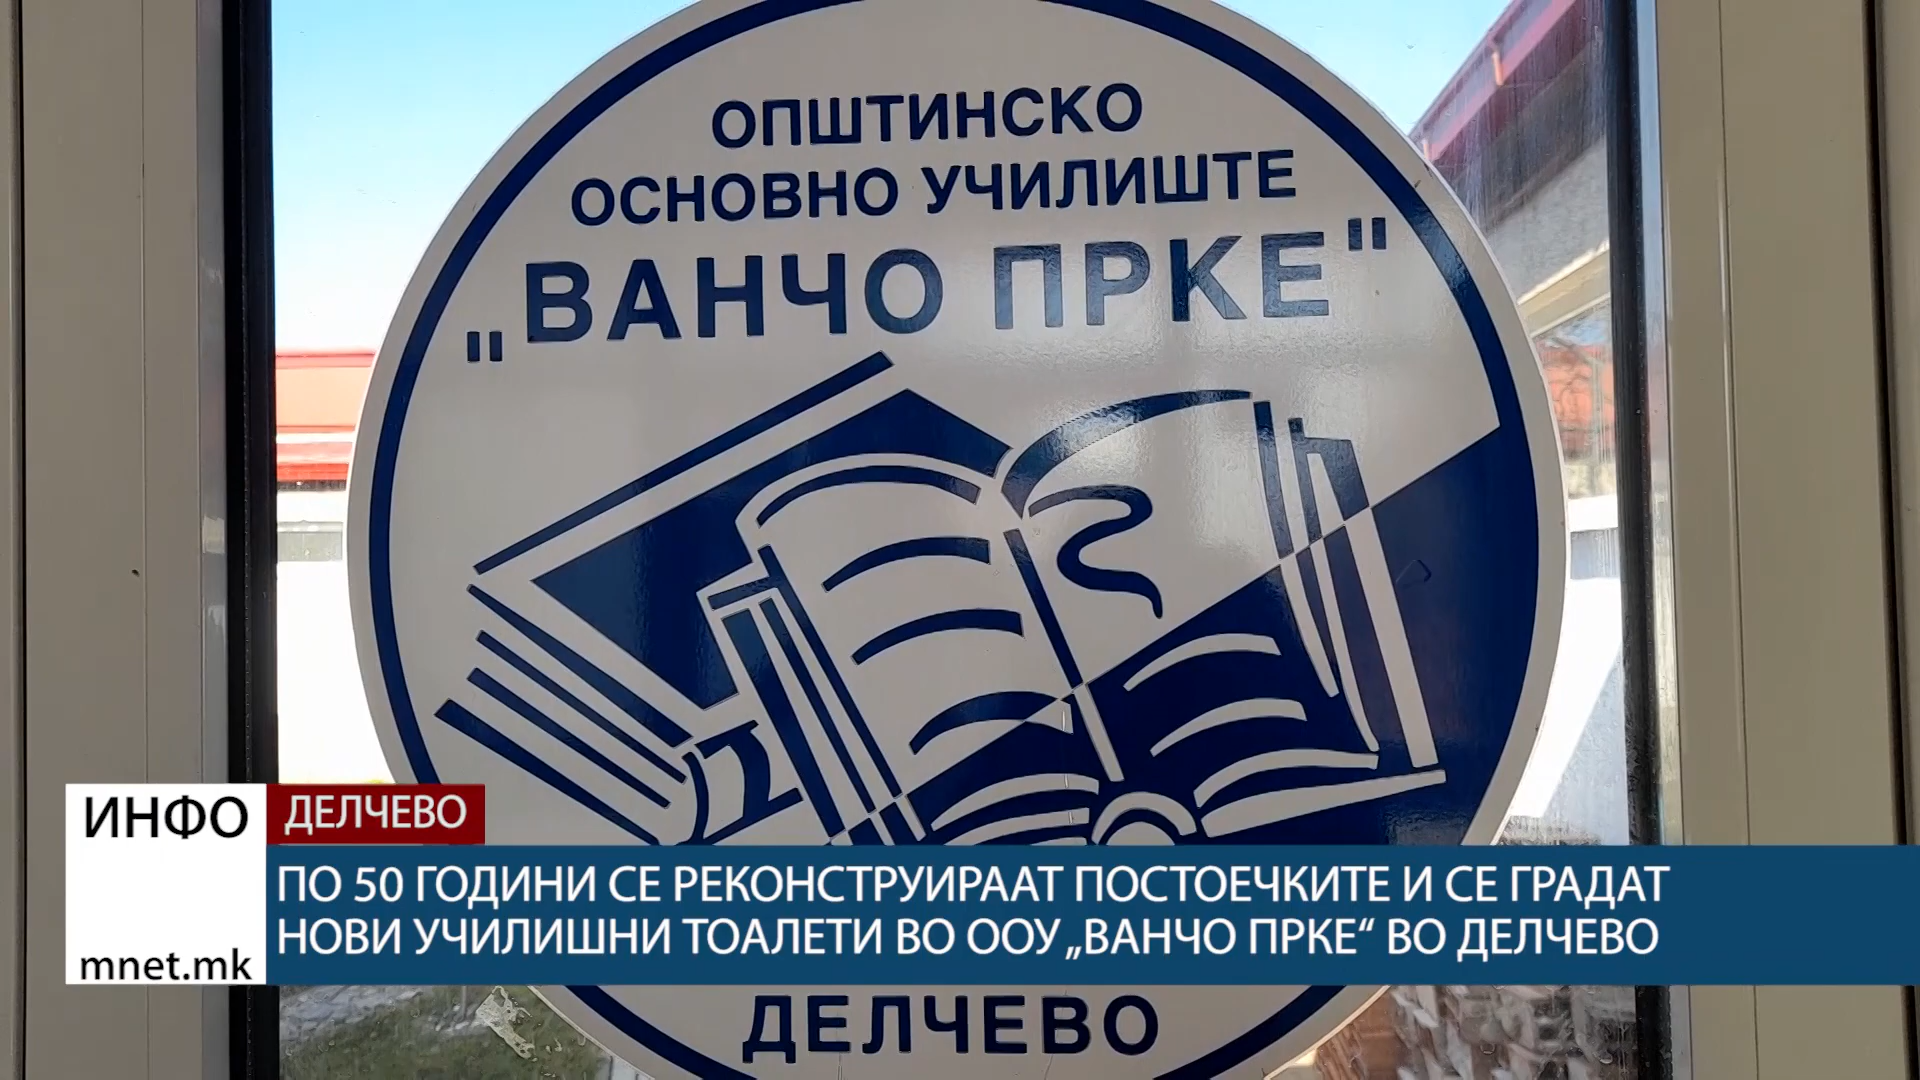 ОПШТИНСКО
ОСНОВНО УЧИЛИШТЕ
„ВАНЧО ПРКЕ"
ИНФО
ДЕЛЧЕВО
ПО 50 ГОДИНИ СЕ РЕКОНСТРУИРААТ ПОСТОЕЧКИТЕ И СЕ ГРАДАТ
НОВИ УЧИЛИШНИ ТОАЛЕТИ ВО ООУ „ВАНЧО ПРКЕ“ ВО ДЕЛЧЕВО
mnet.mk
ДЕЛЧЕВО